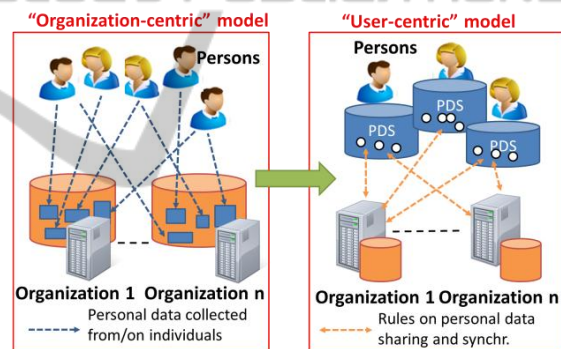 “Organization-centric” model
Persons
Organization 1 Organization n
Personal data collected
from/on individuals
“User-centric” model
Persons
PDS
PDS
PDS
Organization 1 Organization n
Rules on personal data
sharing and synchr.